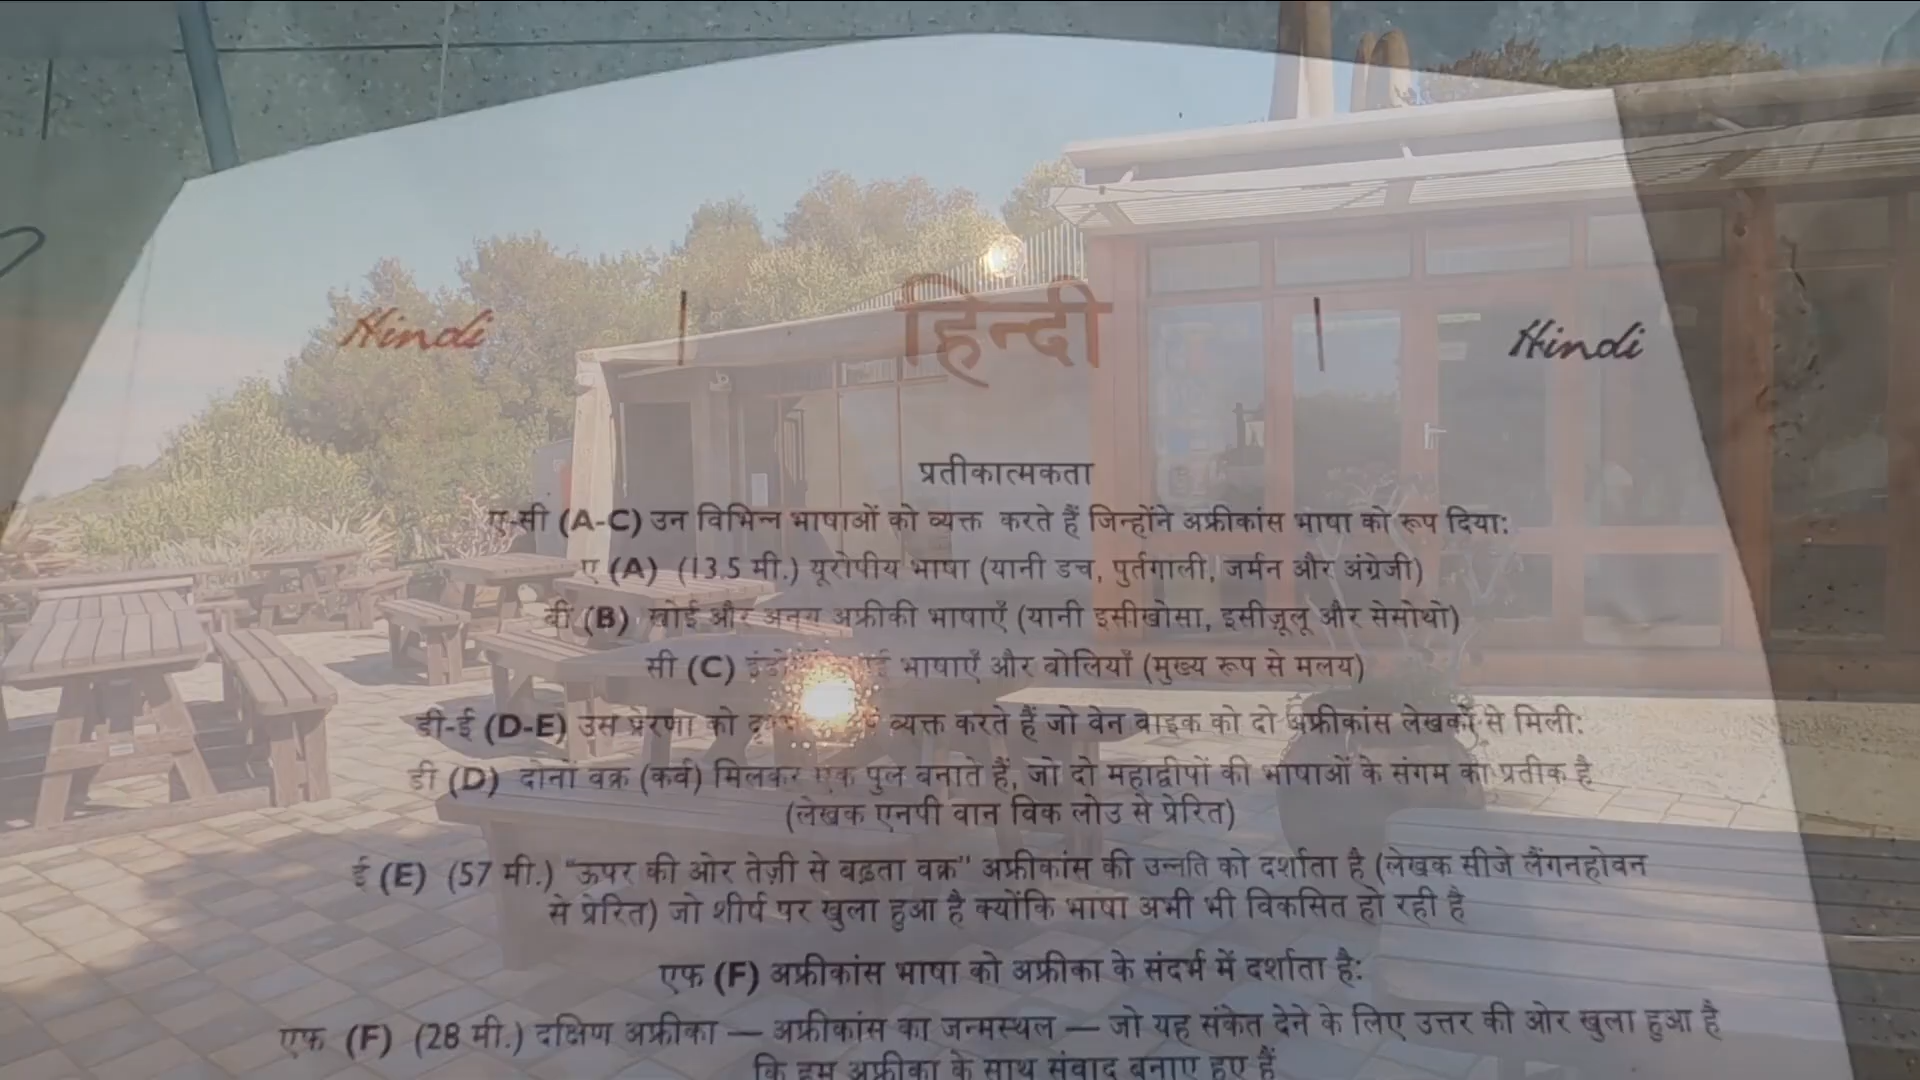 Hindi | हिन्दी | Hindi
प्रतीकात्मकता
ए-सी (A-C) उन विभिन्न भाषाओं को व्यक्त करते हैं जिन्होंने अफ्रीकांस भाषा को रूप दिया:
ए (A) (13.5 मी.) यूरोपीय भाषा (यानी डच, पुर्तगाली, जर्मन और अंग्रेजी)
बी (B) खोई और अनय अफ्रीकी भाषाएँ (यानी इसीखोसा, इसीज़ूलू और सेसोथो)
सी (C) भाषाएँ और बोलियाँ (मुख्य रूप से मलय)
डी-ई (D-E) उस प्रेरणा को व्यक्त करते हैं जो वेन वाइक को दो अफ्रीकांस लेखकों से मिली:
डी (D) दोनों वक्र (कर्व) मिलकर एक पुल बनाते हैं, जो दो महाद्वीपों की भाषाओं के संगम का प्रतीक है
(लेखक एनपी वान विक लोउ से प्रेरित)
ई (E) (57 मी.) "ऊपर की ओर तेज़ी से बढ़ता वक्र" अफ्रीकांस की उन्नति को दर्शाता है (लेखक सीजे लैंगनहोवन
से प्रेरित) जो शीर्ष पर खुला हुआ है क्योंकि भाषा अभी भी विकसित हो रही है
एफ (F) अफ्रीकांस भाषा को अफ्रीका के संदर्भ में दर्शाता है:
एफ (F) (28 मी.) दक्षिण अफ्रीका — अफ्रीकांस का जन्मस्थल — जो यह संकेत देने के लिए उत्तर की ओर खुला हुआ है
कि हम अफ्रीका के साथ संवाद बनाए हुए हैं